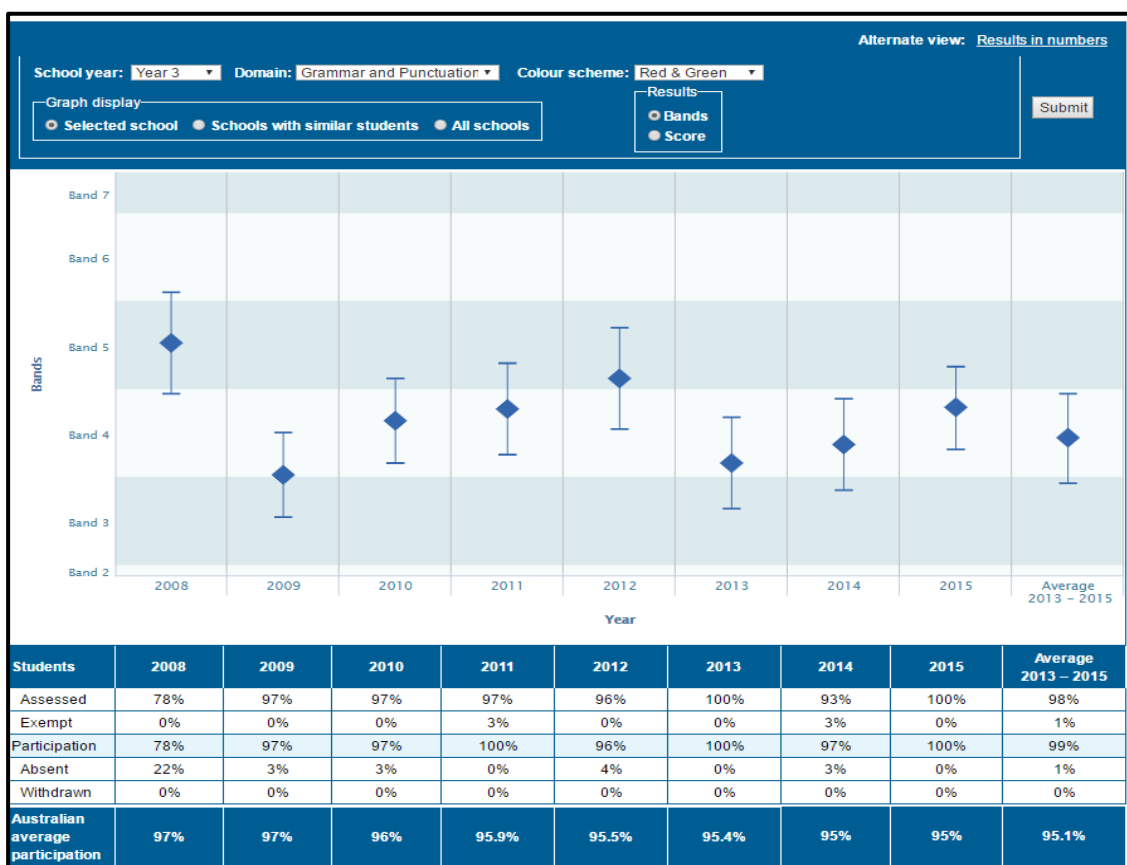 Alternate view: Results in numbers
School year: Year 3 Domain: Grammar and Punctuation Colour scheme: Red & Green
Graph display
Selected school Schools with similar students All schools
Results
Bands
Score
Submit
Band 7
Band 6
Band 5
Band 4
Band 3
Band 2
Bands
2008 2009 2010 2011 2012 2013 2014 2015 Average
2013 – 2015
Year
Students 2008 2009 2010 2011 2012 2013 2014 2015 Average
2013 – 2015
Assessed 78% 97% 97% 97% 96% 100% 93% 100% 98%
Exempt 0% 0% 0% 3% 0% 0% 3% 0% 1%
Participation 78% 97% 97% 100% 96% 100% 97% 100% 99%
Absent 22% 3% 3% 0% 4% 0% 3% 0% 1%
Withdrawn 0% 0% 0% 0% 0% 0% 0% 0% 0%
Australian
average
participation 97% 97% 96% 95.9% 95.5% 95.4% 95% 95% 95.1%